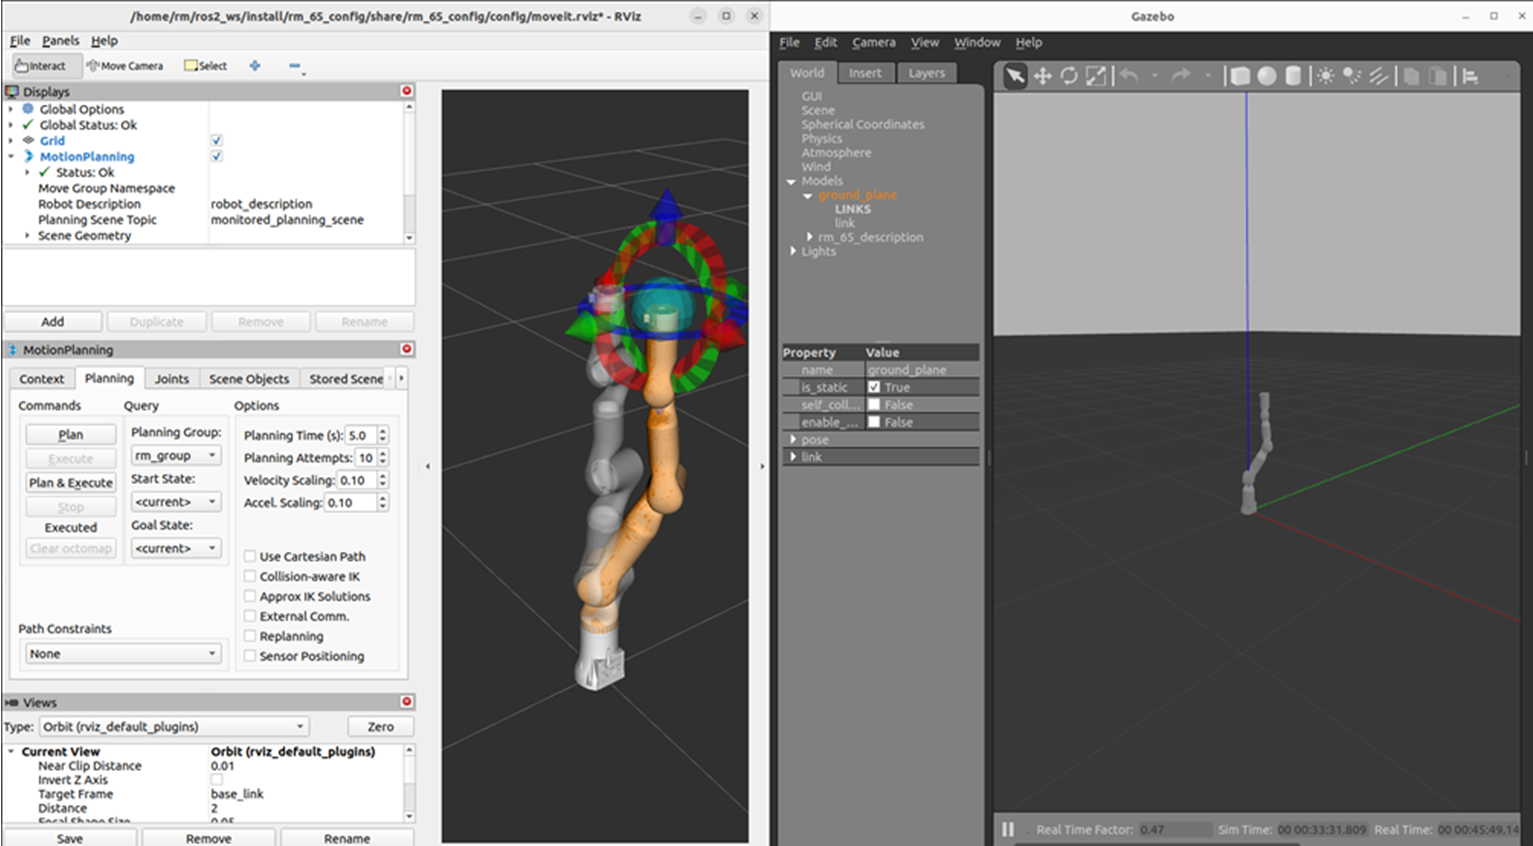 /home/rm/ros2_ws/install/rm_65_config/share/rm_65_config/config/moveit.rviz* - RViz
File Panels Help
Interact Move Camera Select
Displays
Global Options
Global Status: Ok
Grid
MotionPlanning
Status: Ok
Move Group Namespace
Robot Description robot_description
Planning Scene Topic monitored_planning_scene
Scene Geometry
Add Duplicate Remove Rename
MotionPlanning
Context Planning Joints Scene Objects Stored Scene
Commands Query Options
Plan
Execute
Plan & Execute
Stop
Executed
Clear octomap
Planning Group:
rm_group
Start State:
<current>
Goal State:
<current>
Planning Time (s): 5.0
Planning Attempts: 10
Velocity Scaling: 0.10
Accel. Scaling: 0.10
Use Cartesian Path
Collision-aware IK
Approx IK Solutions
External Comm.
Replanning
Sensor Positioning
Path Constraints
None
Views
Type: Orbit (rviz_default_plugins) Zero
Current View Orbit (rviz_default_plugins)
Near Clip Distance 0.01
Invert Z Axis
Target Frame base_link
Distance 2
Focal Shape Size 0.05
Save Remove Rename
Gazebo
File Edit Camera View Window Help
World Insert Layers
GUI
Scene
Spherical Coordinates
Physics
Atmosphere
Wind
Models
ground_plane
LINKS
link
rm_65_description
Lights
Property Value
name ground_plane
is_static True
self_coll... False
enable_... False
pose
link
Real Time Factor: 0.47 Sim Time: 00 00:33:31.809 Real Time: 00 00:45:49.14